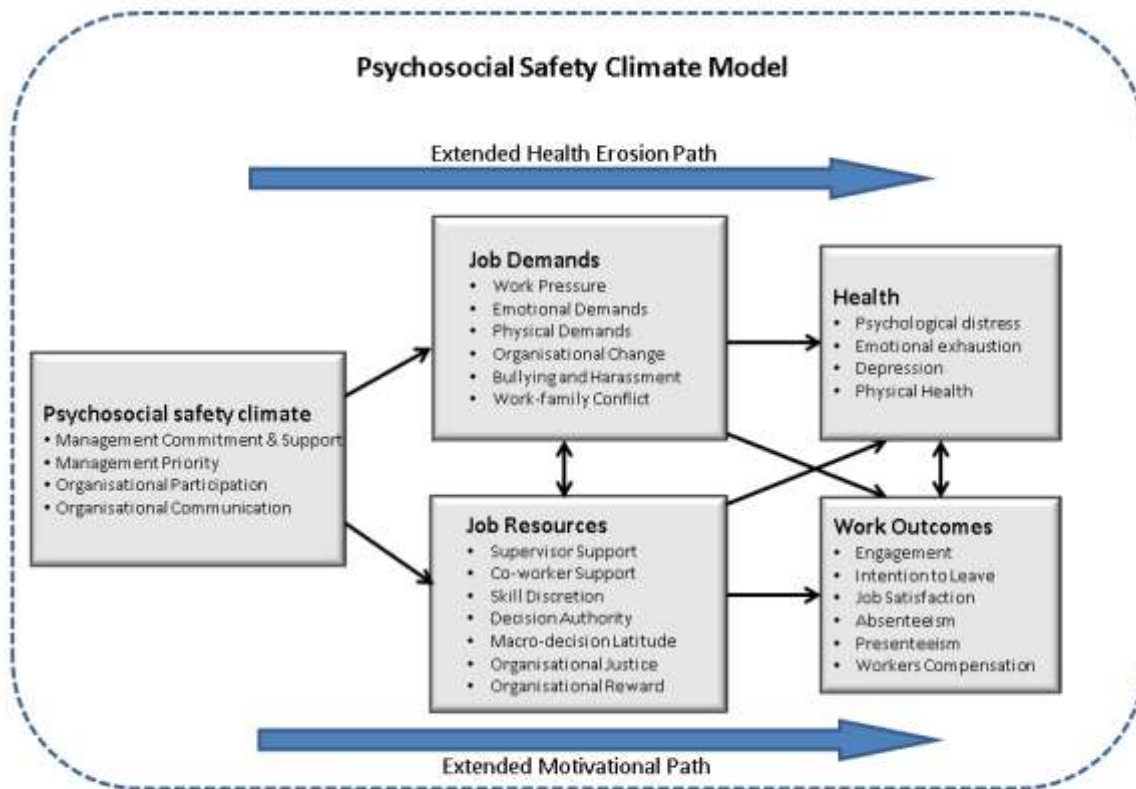 Psychosocial Safety Climate Model
Extended Health Erosion Path
Job Demands
• Work Pressure
• Emotional Demands
• Physical Demands
• Organisational Change
• Bullying and Harassment
• Work-family Conflict
Health
• Psychological distress
• Emotional exhaustion
• Depression
• Physical Health
Psychosocial safety climate
• Management Commitment & Support
• Management Priority
• Organisational Participation
• Organisational Communication
Job Resources
• Supervisor Support
• Co-worker Support
• Skill Discretion
• Decision Authority
• Macro-decision Latitude
• Organisational Justice
• Organisational Reward
Work Outcomes
• Engagement
• Intention to Leave
• Job Satisfaction
• Absenteeism
• Presenteeism
• Workers Compensation
Extended Motivational Path